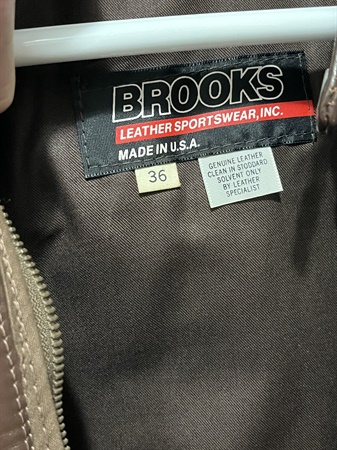 BROOKS
LEATHER SPORTSWEAR, INC.
MADE IN U.S.A.
36
GENUINE LEATHER
CLEAN IN STODDARD
SOLVENT ONLY
BY LEATHER
SPECIALIST